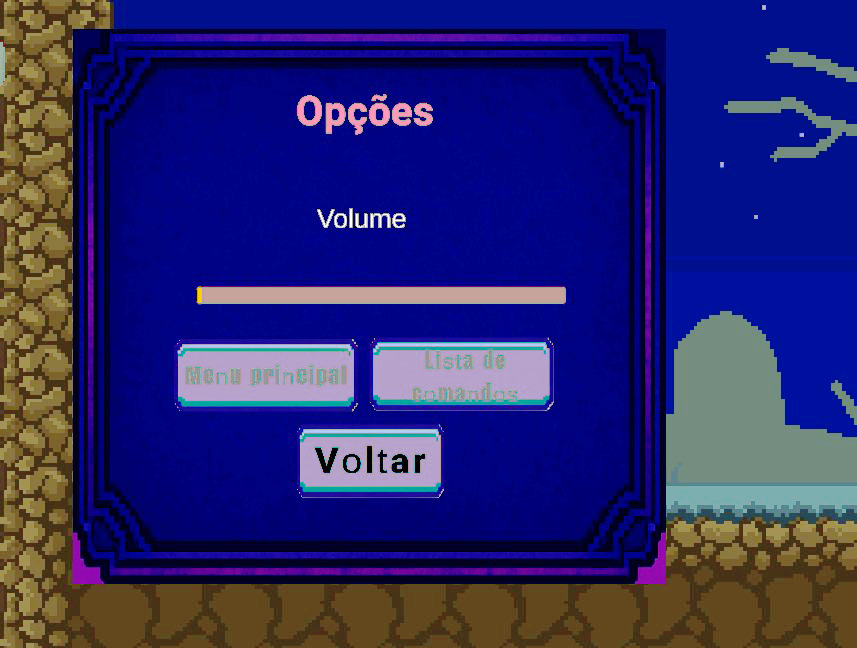 Opções
Volume
Menu principal
Lista de
comandos
Voltar